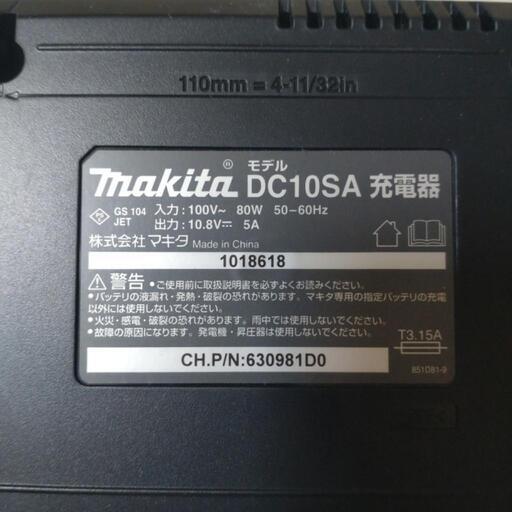 110mm = 4-11/32in
makita® モデル DC10SA 充電器
PS E GS 104 JET 入力：100V～ 80W 50－60Hz
出力：10.8V⎓ 5A
株式会社 マキタ Made in China
1018618
警告 ●ご使用前に取扱説明書を必ずよくお読みください。
●バッテリの液漏れ・発熱・破裂の恐れがあります。マキタ専用の指定バッテリの充電
以外には使用しないでください。
●火災・感電・破裂の恐れがあります。雨中では使用しないでください。
●故障の原因になります。発電機・昇圧器は使用しないでください。
T3.15A
CH.P/N:630981D0
851D81-9